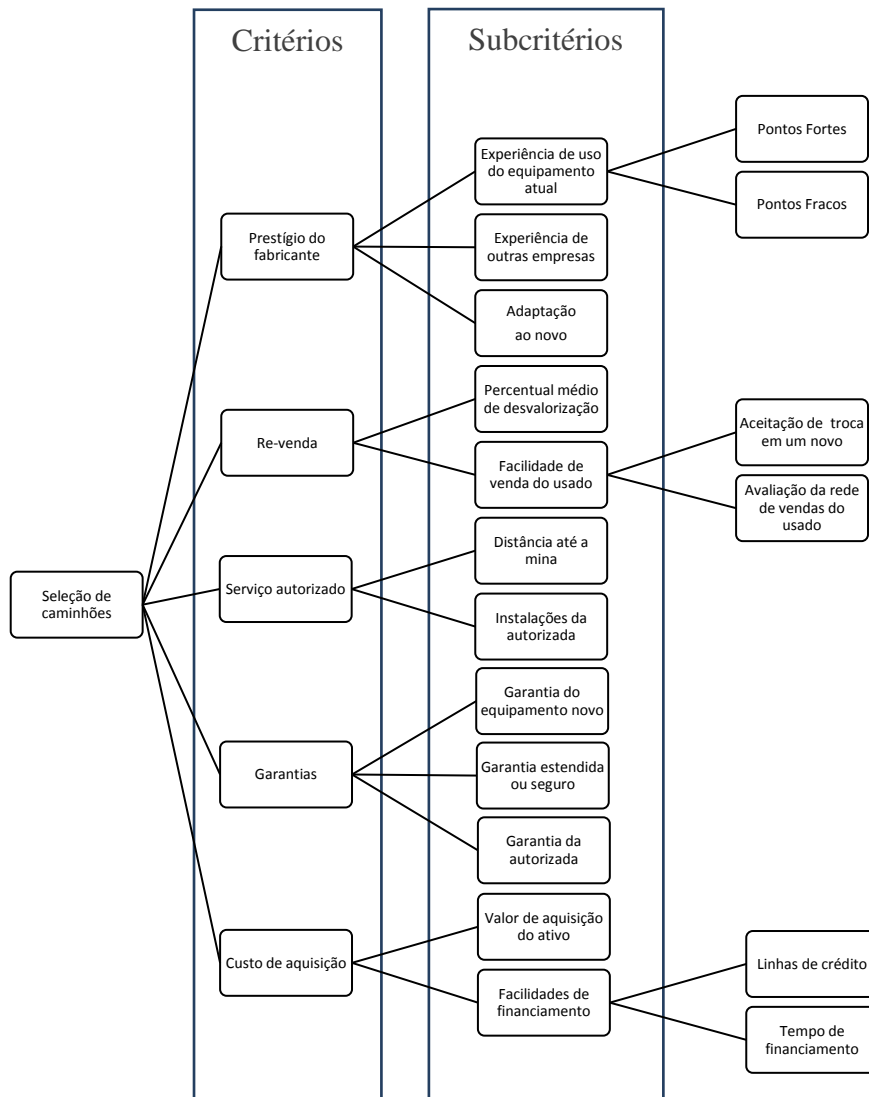 Critérios
Subcritérios
Seleção de
caminhões
Prestígio do
fabricante
Re-venda
Serviço autorizado
Garantias
Custo de aquisição
Experiência de uso
do equipamento
atual
Experiência de
outras empresas
Adaptação
ao novo
Percentual médio
de desvalorização
Facilidade de
venda do usado
Distância até a
mina
Instalações da
autorizada
Garantia do
equipamento novo
Garantia estendida
ou seguro
Garantia da
autorizada
Valor de aquisição
do ativo
Facilidades de
financiamento
Pontos Fortes
Pontos Fracos
Aceitação de troca
em um novo
Avaliação da rede
de vendas do
usado
Linhas de crédito
Tempo de
financiamento